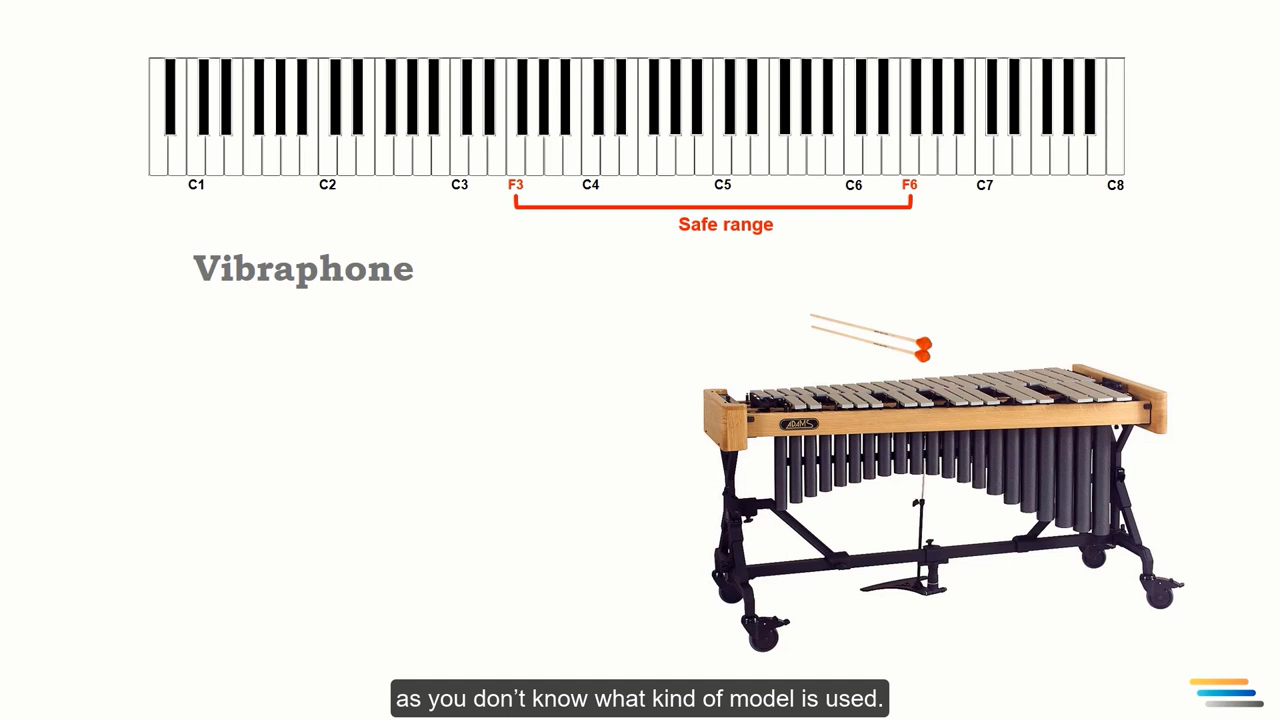 C1 C2 C3 F3 C4 C5 C6 F6 C7 C8
Safe range
Vibraphone
ADAMS
as you don’t know what kind of model is used.